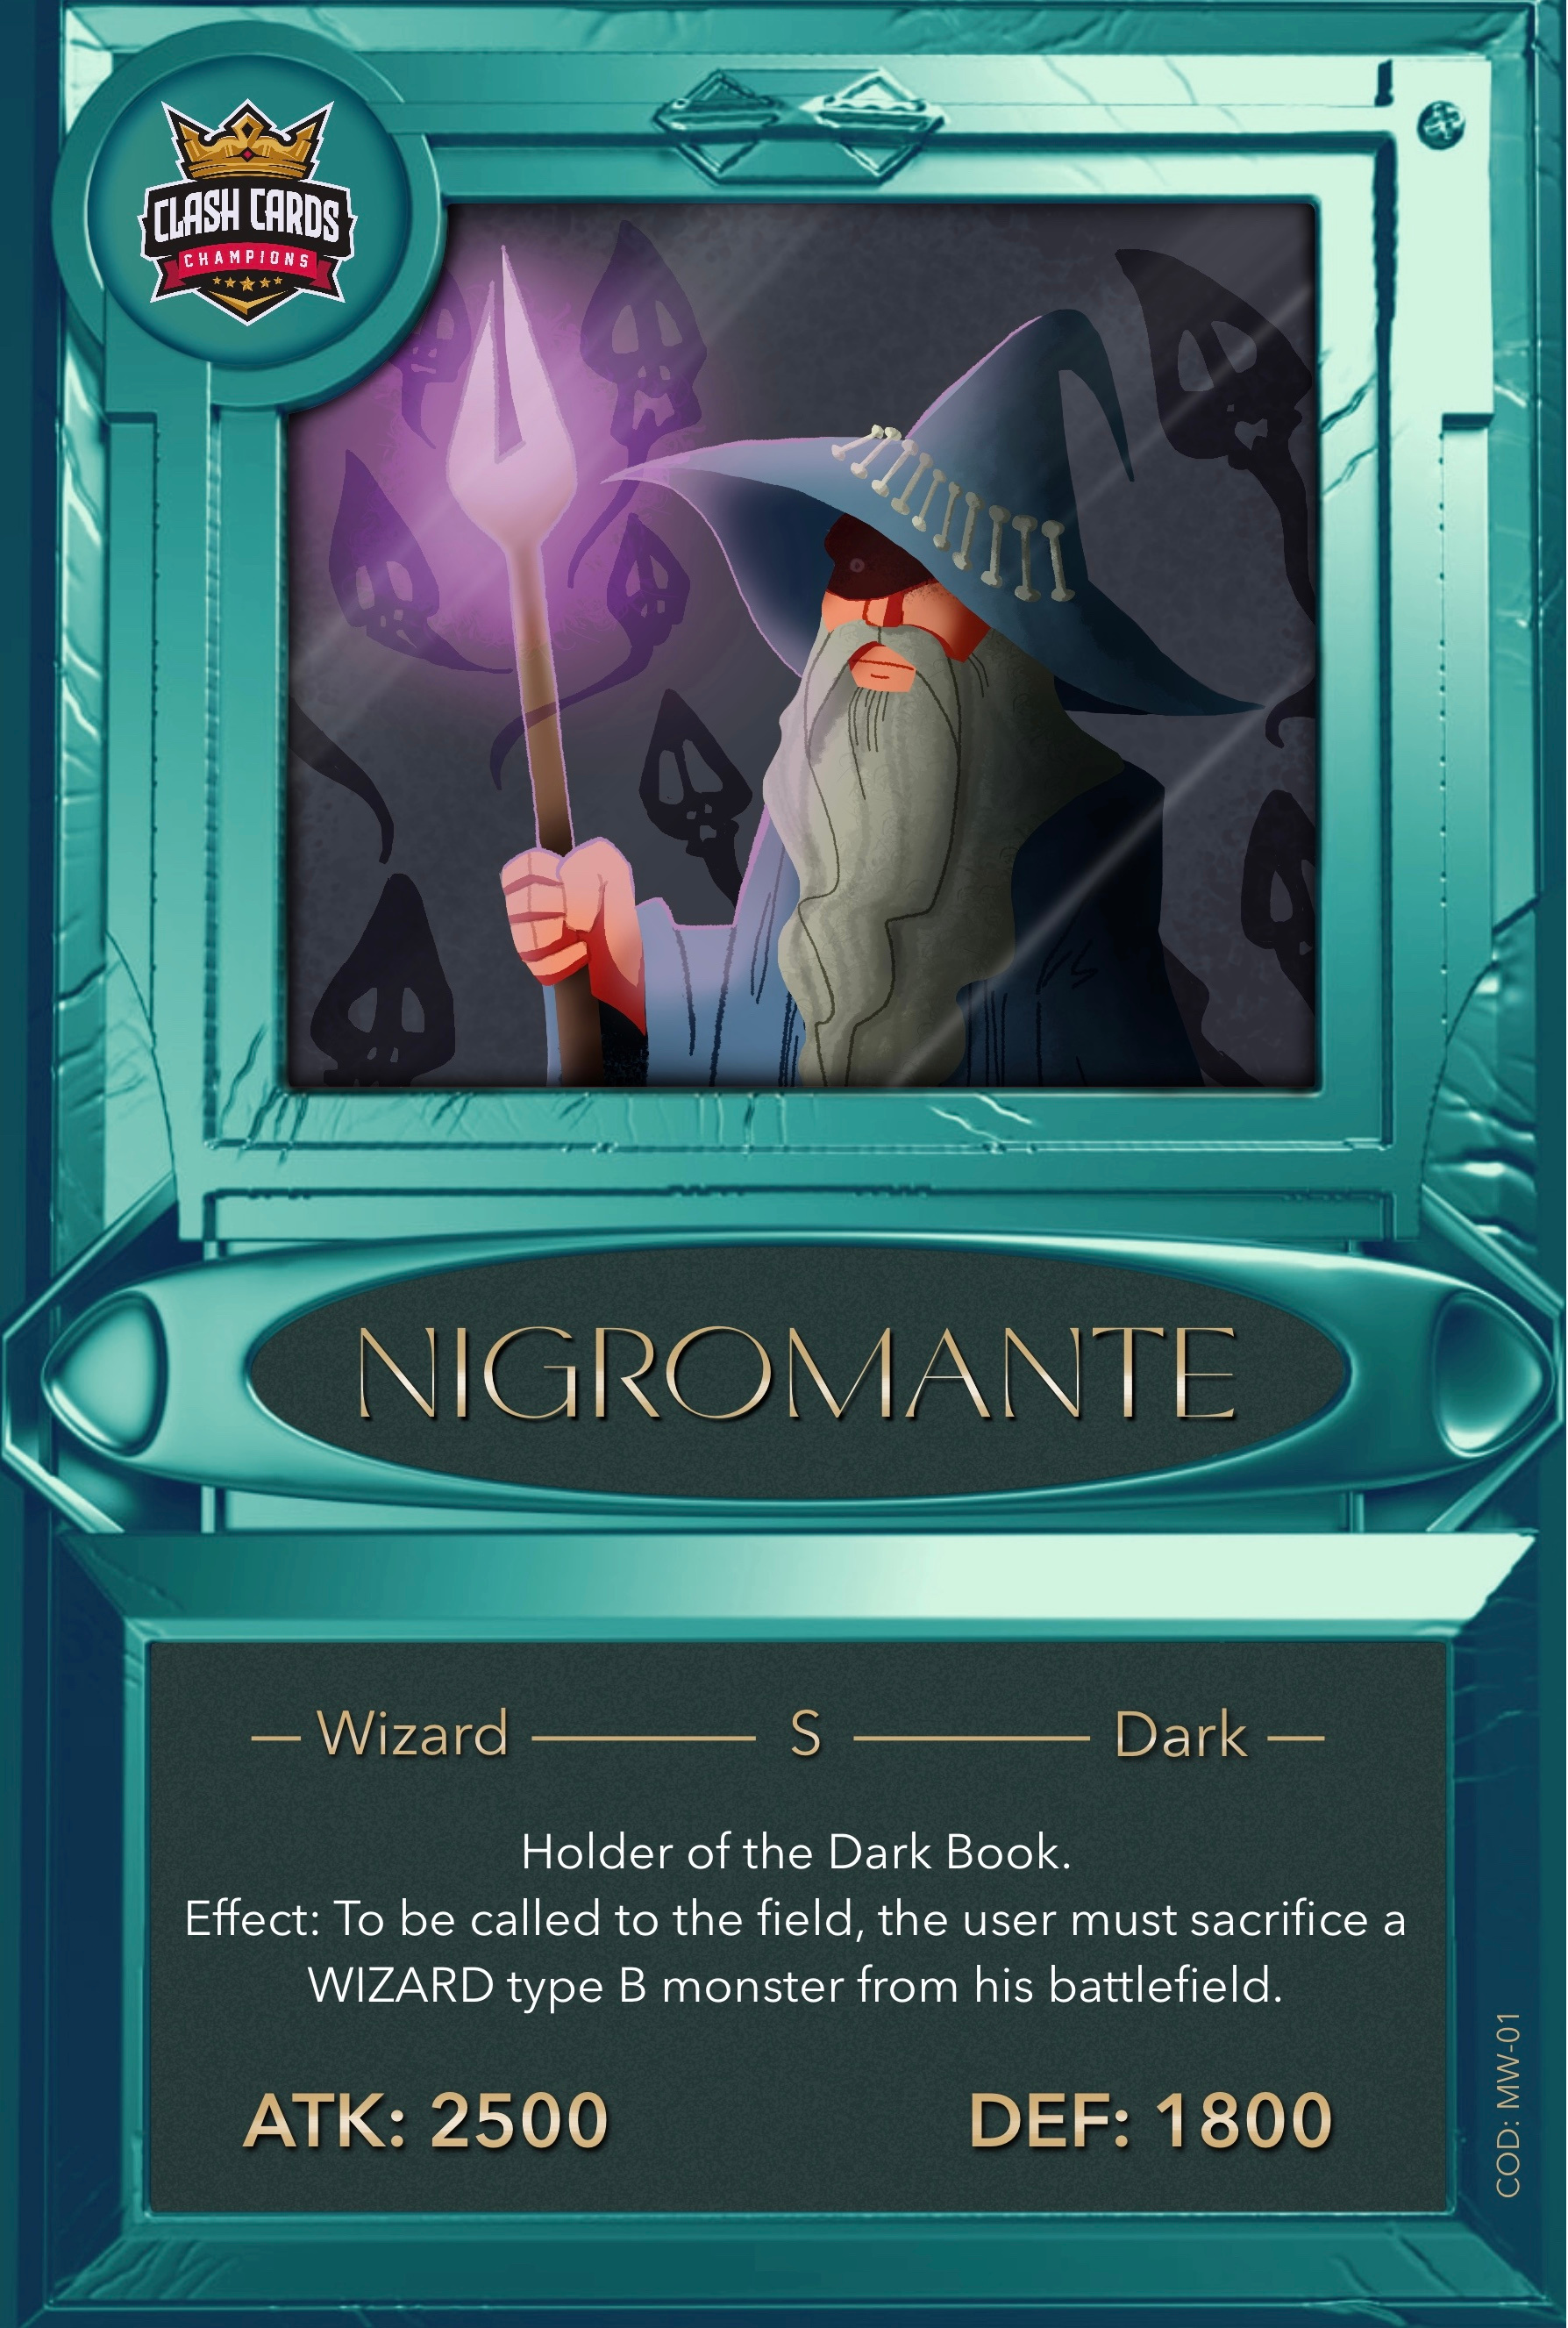 CLASH CARDS
CHAMPIONS
NIGROMANTE
Wizard S Dark
Holder of the Dark Book.
Effect: To be called to the field, the user must sacrifice a
WIZARD type B monster from his battlefield.
ATK: 2500 DEF: 1800
COD: MW-01